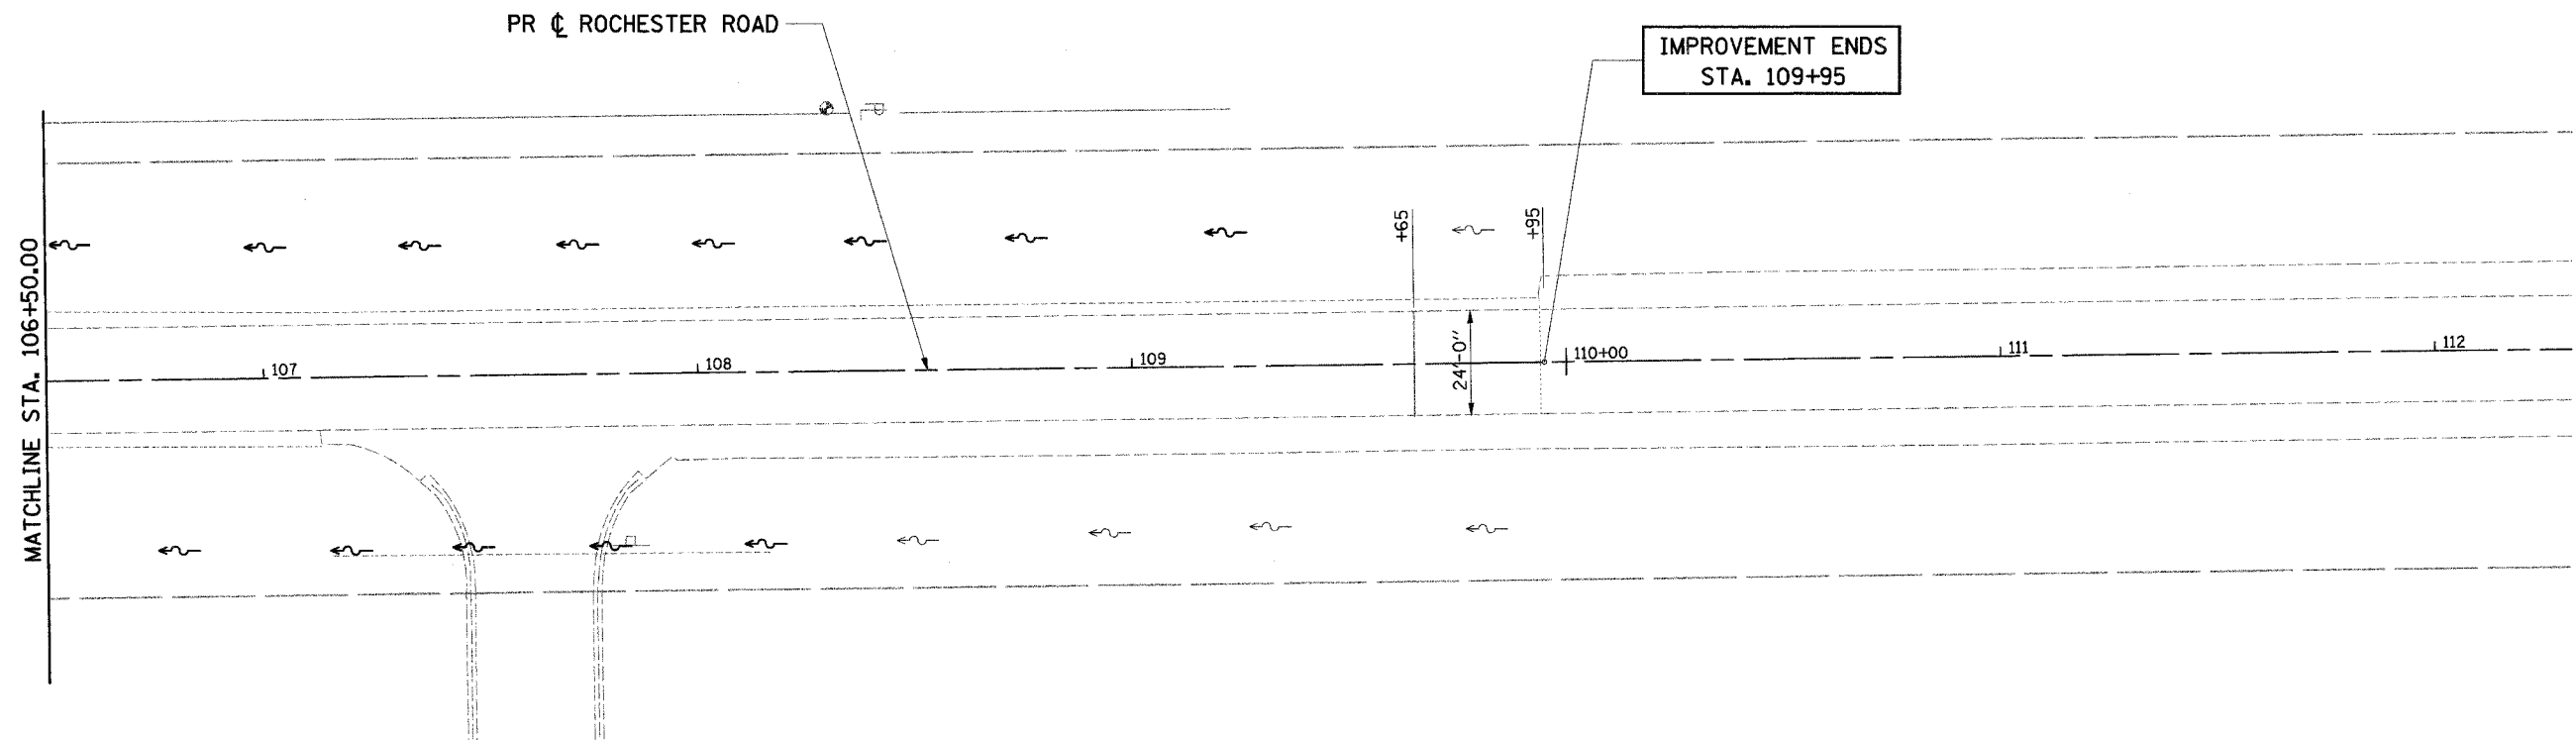 PR ℄ ROCHESTER ROAD
IMPROVEMENT ENDS
STA. 109+95
MATCHLINE STA. 106+50.00
+65
+95
24'-0"
107
108
109
110+00
111
112